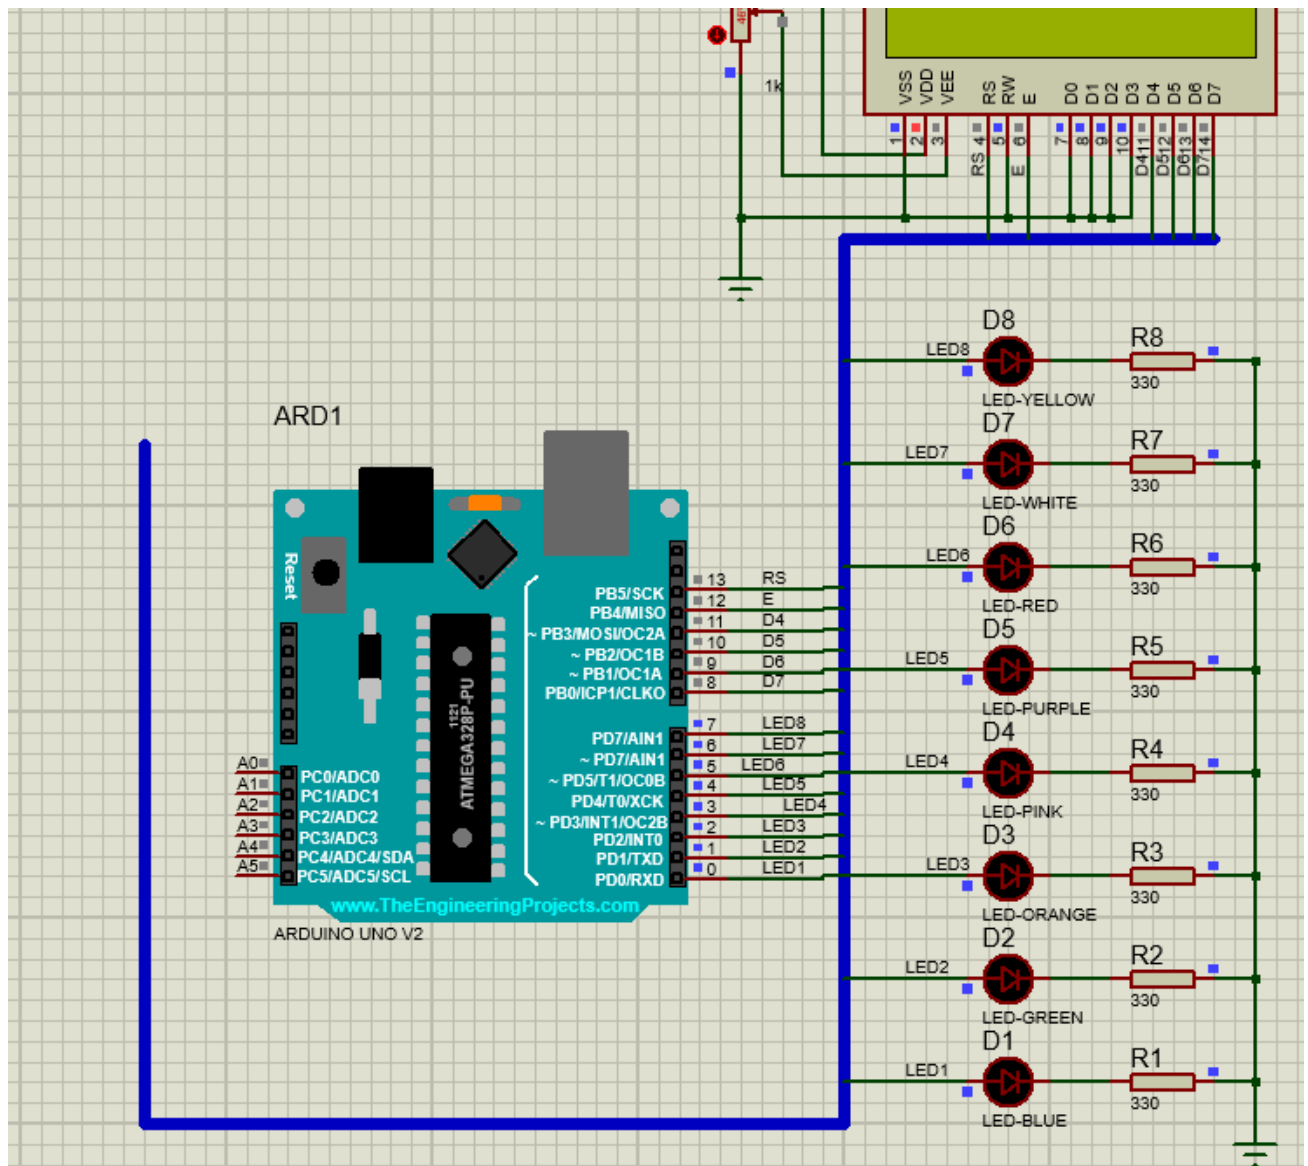 46%
1k
VSS
VDD
VEE
RS
RW
E
D0
D1
D2
D3
D4
D5
D6
D7
1
2
3
RS 4
5
E 6
7
8
9
10
D411
D512
D613
D714
D8
LED8
R8
330
LED-YELLOW
D7
LED7
R7
330
LED-WHITE
D6
LED6
R6
330
LED-RED
D5
LED5
R5
330
LED-PURPLE
D4
LED4
R4
330
LED-PINK
D3
LED3
R3
330
LED-ORANGE
D2
LED2
R2
330
LED-GREEN
D1
LED1
R1
330
LED-BLUE
ARD1
Reset
PB5/SCK 13 RS
PB4/MISO 12 E
~ PB3/MOSI/OC2A 11 D4
~ PB2/OC1B 10 D5
~ PB1/OC1A 9 D6
PB0/ICP1/CLKO 8 D7
PD7/AIN1 7 LED8
~ PD7/AIN1 6 LED7
~ PD5/T1/OC0B 5 LED6
PD4/T0/XCK 4 LED5
~ PD3/INT1/OC2B 3 LED4
PD2/INT0 2 LED3
PD1/TXD 1 LED2
PD0/RXD 0 LED1
1121
ATMEGA328P-PU
A0 PC0/ADC0
A1 PC1/ADC1
A2 PC2/ADC2
A3 PC3/ADC3
A4 PC4/ADC4/SDA
A5 PC5/ADC5/SCL
www.TheEngineeringProjects.com
ARDUINO UNO V2